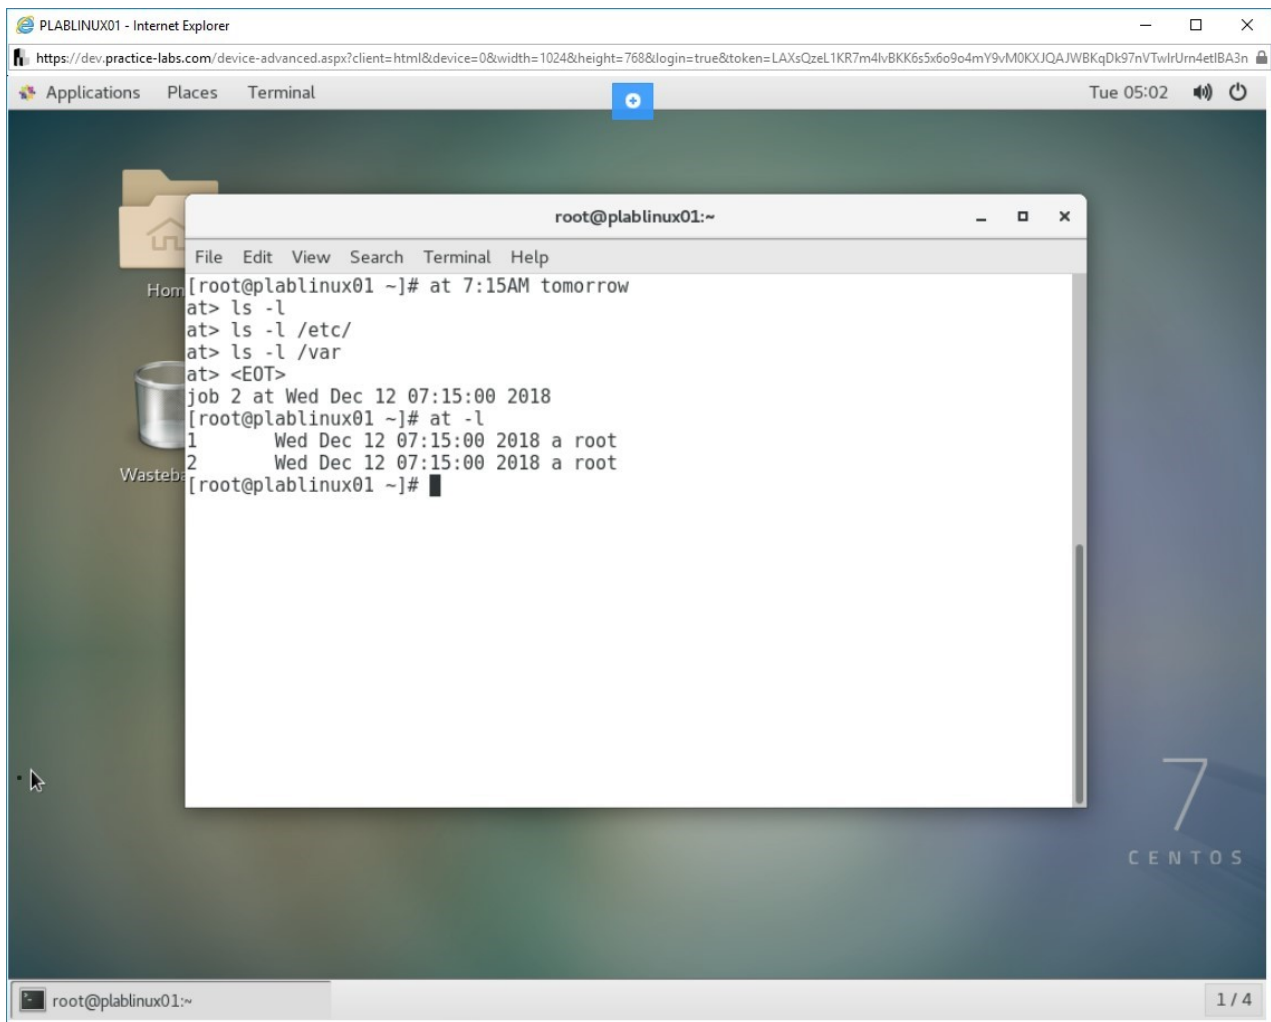 PLABLINUX01 - Internet Explorer
https://dev.practice-labs.com/device-advanced.aspx?client=html&device=0&width=1024&height=768&login=true&token=
Applications Places Terminal Tue 05:02
root@plablinux01:~
File Edit View Search Terminal Help
Hom
[root@plablinux01 ~]# at 7:15AM tomorrow
at> ls -l
at> ls -l /etc/
at> ls -l /var
at> <EOT>
job 2 at Wed Dec 12 07:15:00 2018
[root@plablinux01 ~]# at -l
1 Wed Dec 12 07:15:00 2018 a root
2 Wed Dec 12 07:15:00 2018 a root
Wasteb
[root@plablinux01 ~]#
7
CENTOS
root@plablinux01:~
1 / 4